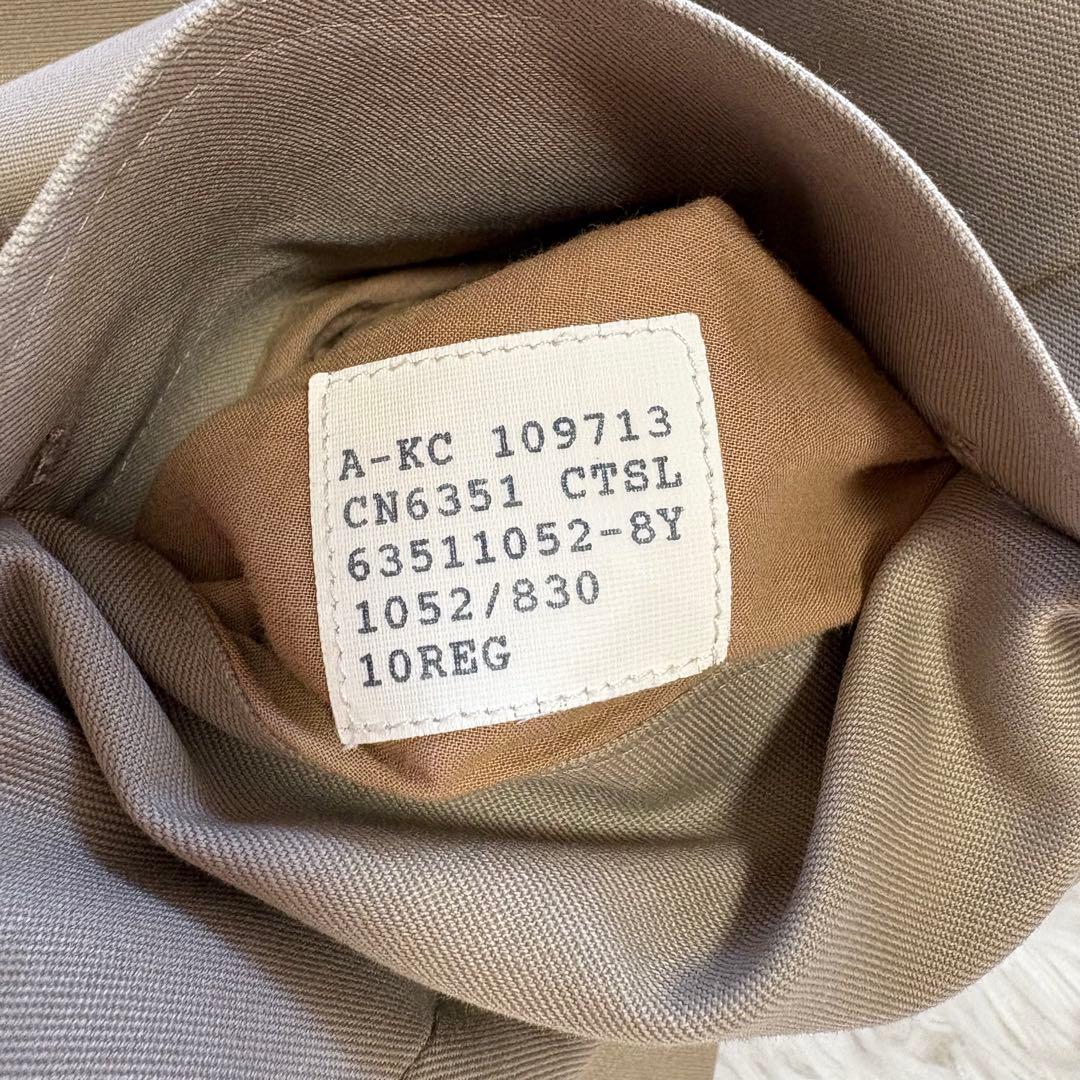 A-KC 109713
CN6351 CTSL
63511052-8Y
1052/830
10REG